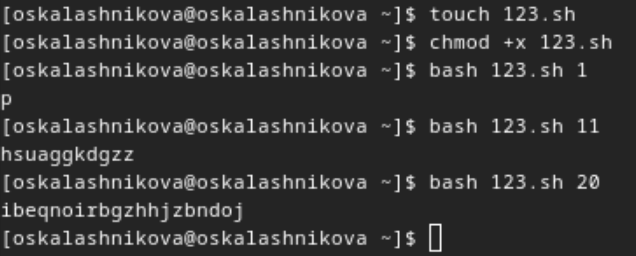 [oskalashnikova@oskalashnikova ~]$ touch 123.sh
[oskalashnikova@oskalashnikova ~]$ chmod +x 123.sh
[oskalashnikova@oskalashnikova ~]$ bash 123.sh 1
p
[oskalashnikova@oskalashnikova ~]$ bash 123.sh 11
hsuaggkdgzz
[oskalashnikova@oskalashnikova ~]$ bash 123.sh 20
ibeqnoirbgzhhjzbndoj
[oskalashnikova@oskalashnikova ~]$